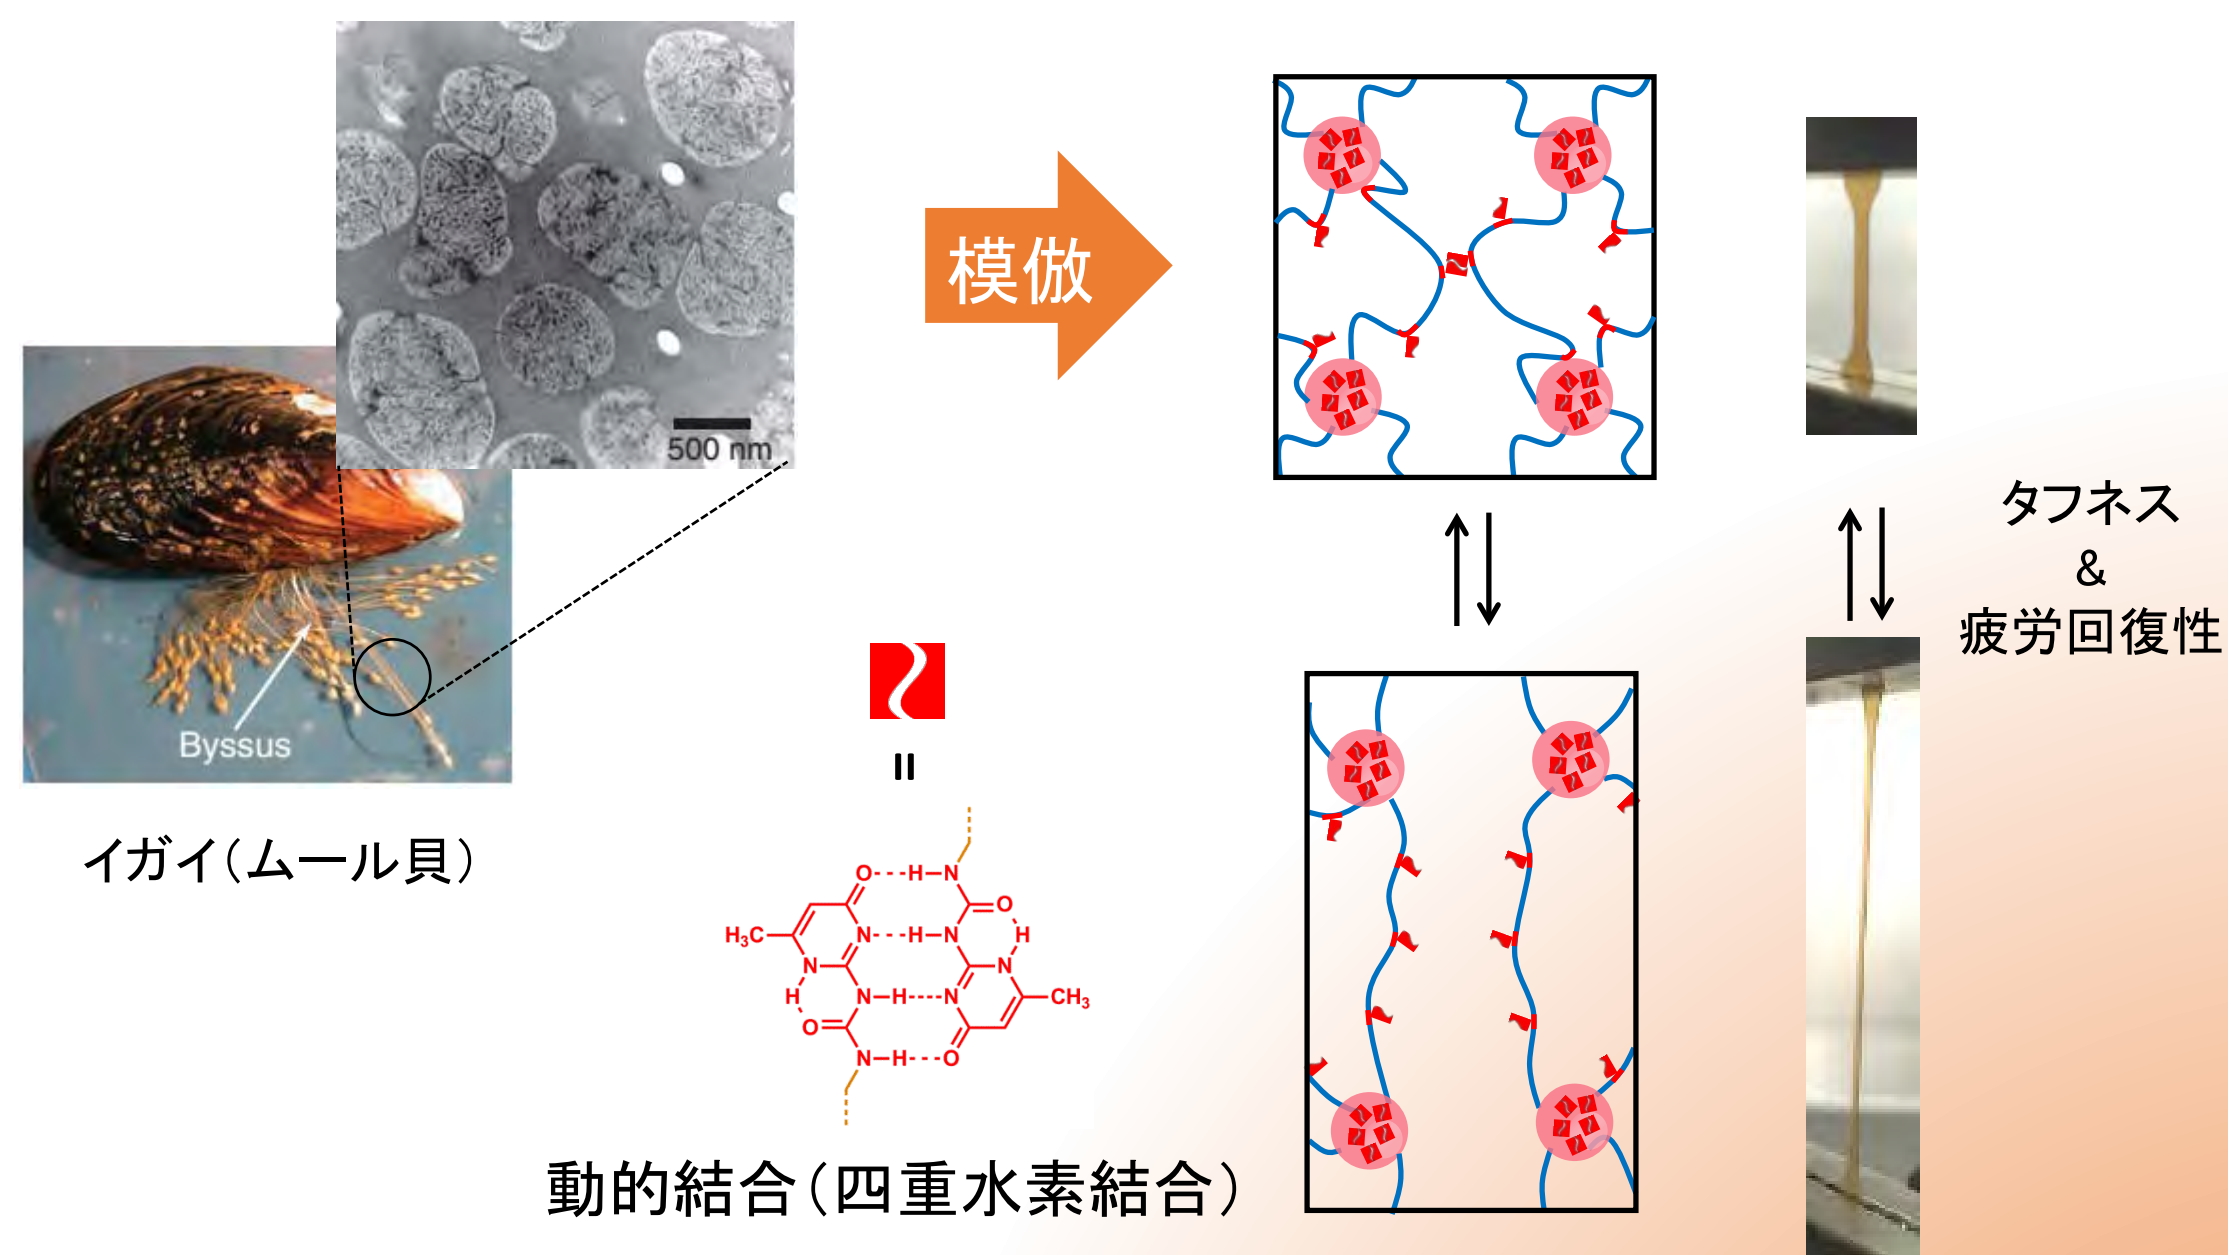 500 nm
模倣
Byssus
イガイ(ムール貝)
タフネス
&
疲労回復性
=
O H N
O
H₃C N H N H
N N
H N H N CH₃
O
N H O
動的結合(四重水素結合)